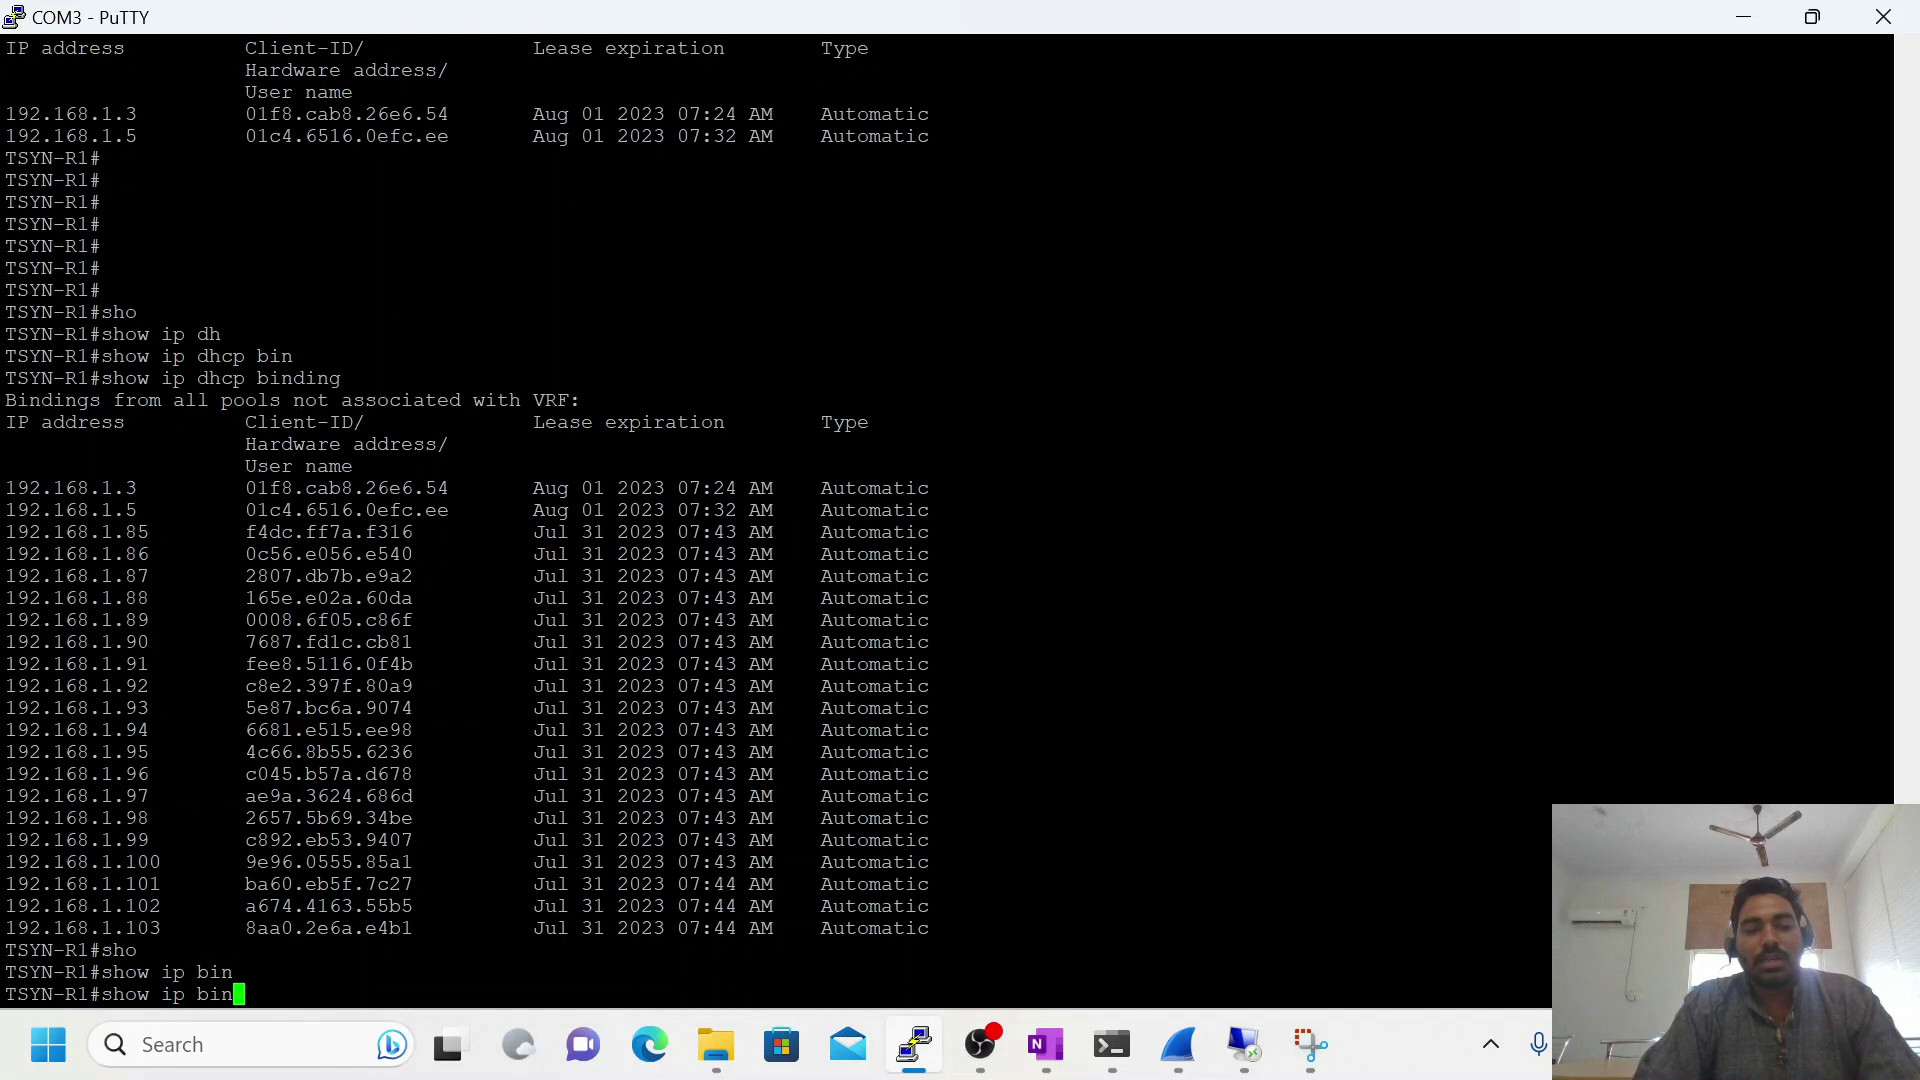 COM3 - PuTTY
IP address Client-ID/ Lease expiration Type
Hardware address/
User name
192.168.1.3 01f8.cab8.26e6.54 Aug 01 2023 07:24 AM Automatic
192.168.1.5 01c4.6516.0efc.ee Aug 01 2023 07:32 AM Automatic
TSYN-R1#
TSYN-R1#
TSYN-R1#
TSYN-R1#
TSYN-R1#
TSYN-R1#
TSYN-R1#
TSYN-R1#sho
TSYN-R1#show ip dh
TSYN-R1#show ip dhcp bin
TSYN-R1#show ip dhcp binding
Bindings from all pools not associated with VRF:
IP address Client-ID/ Lease expiration Type
Hardware address/
User name
192.168.1.3 01f8.cab8.26e6.54 Aug 01 2023 07:24 AM Automatic
192.168.1.5 01c4.6516.0efc.ee Aug 01 2023 07:32 AM Automatic
192.168.1.85 f4dc.ff7a.f316 Jul 31 2023 07:43 AM Automatic
192.168.1.86 0c56.e056.e540 Jul 31 2023 07:43 AM Automatic
192.168.1.87 2807.db7b.e9a2 Jul 31 2023 07:43 AM Automatic
192.168.1.88 165e.e02a.60da Jul 31 2023 07:43 AM Automatic
192.168.1.89 0008.6f05.c86f Jul 31 2023 07:43 AM Automatic
192.168.1.90 7687.fd1c.cb81 Jul 31 2023 07:43 AM Automatic
192.168.1.91 fee8.5116.0f4b Jul 31 2023 07:43 AM Automatic
192.168.1.92 c8e2.397f.80a9 Jul 31 2023 07:43 AM Automatic
192.168.1.93 5e87.bc6a.9074 Jul 31 2023 07:43 AM Automatic
192.168.1.94 6681.e515.ee98 Jul 31 2023 07:43 AM Automatic
192.168.1.95 4c66.8b55.6236 Jul 31 2023 07:43 AM Automatic
192.168.1.96 c045.b57a.d678 Jul 31 2023 07:43 AM Automatic
192.168.1.97 ae9a.3624.686d Jul 31 2023 07:43 AM Automatic
192.168.1.98 2657.5b69.34be Jul 31 2023 07:43 AM Automatic
192.168.1.99 c892.eb53.9407 Jul 31 2023 07:43 AM Automatic
192.168.1.100 9e96.0555.85a1 Jul 31 2023 07:43 AM Automatic
192.168.1.101 ba60.eb5f.7c27 Jul 31 2023 07:44 AM Automatic
192.168.1.102 a674.4163.55b5 Jul 31 2023 07:44 AM Automatic
192.168.1.103 8aa0.2e6a.e4b1 Jul 31 2023 07:44 AM Automatic
TSYN-R1#sho
TSYN-R1#show ip bin
TSYN-R1#show ip bin
Search